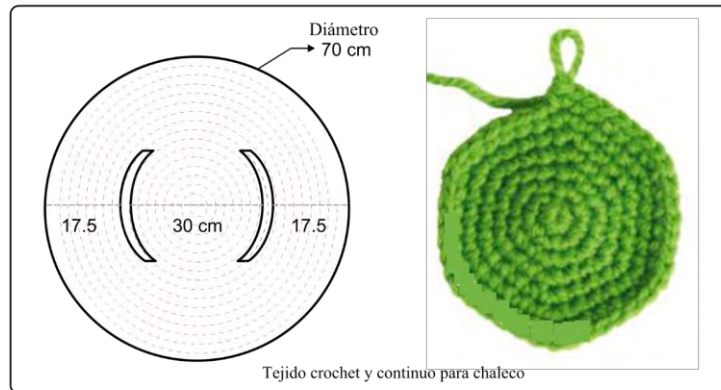 Diámetro
70 cm
17.5 30 cm 17.5
Tejido crochet y continuo para chaleco